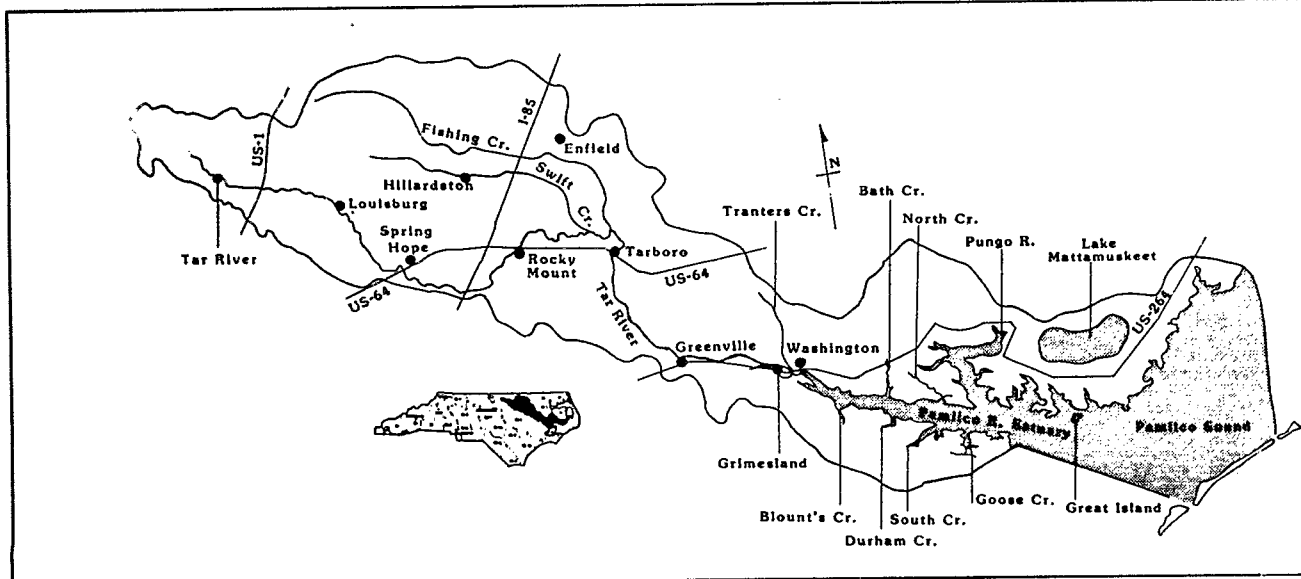 US-1
I-85
Fishing Cr.
Enfield
Swift
Cr.
Hillardston
Louisburg
Spring
Hope
Tar River
Rocky
Mount
Tarboro
US-64
US-64
Tar River
N
Tranters Cr.
Bath Cr.
North Cr.
Pungo R.
Lake
Mattamuskeet
US-264
Greenville
Washington
Pamlico R. Estuary
Pamlico Sound
Grimesland
Blount's Cr.
Durham Cr.
South Cr.
Goose Cr.
Great Island